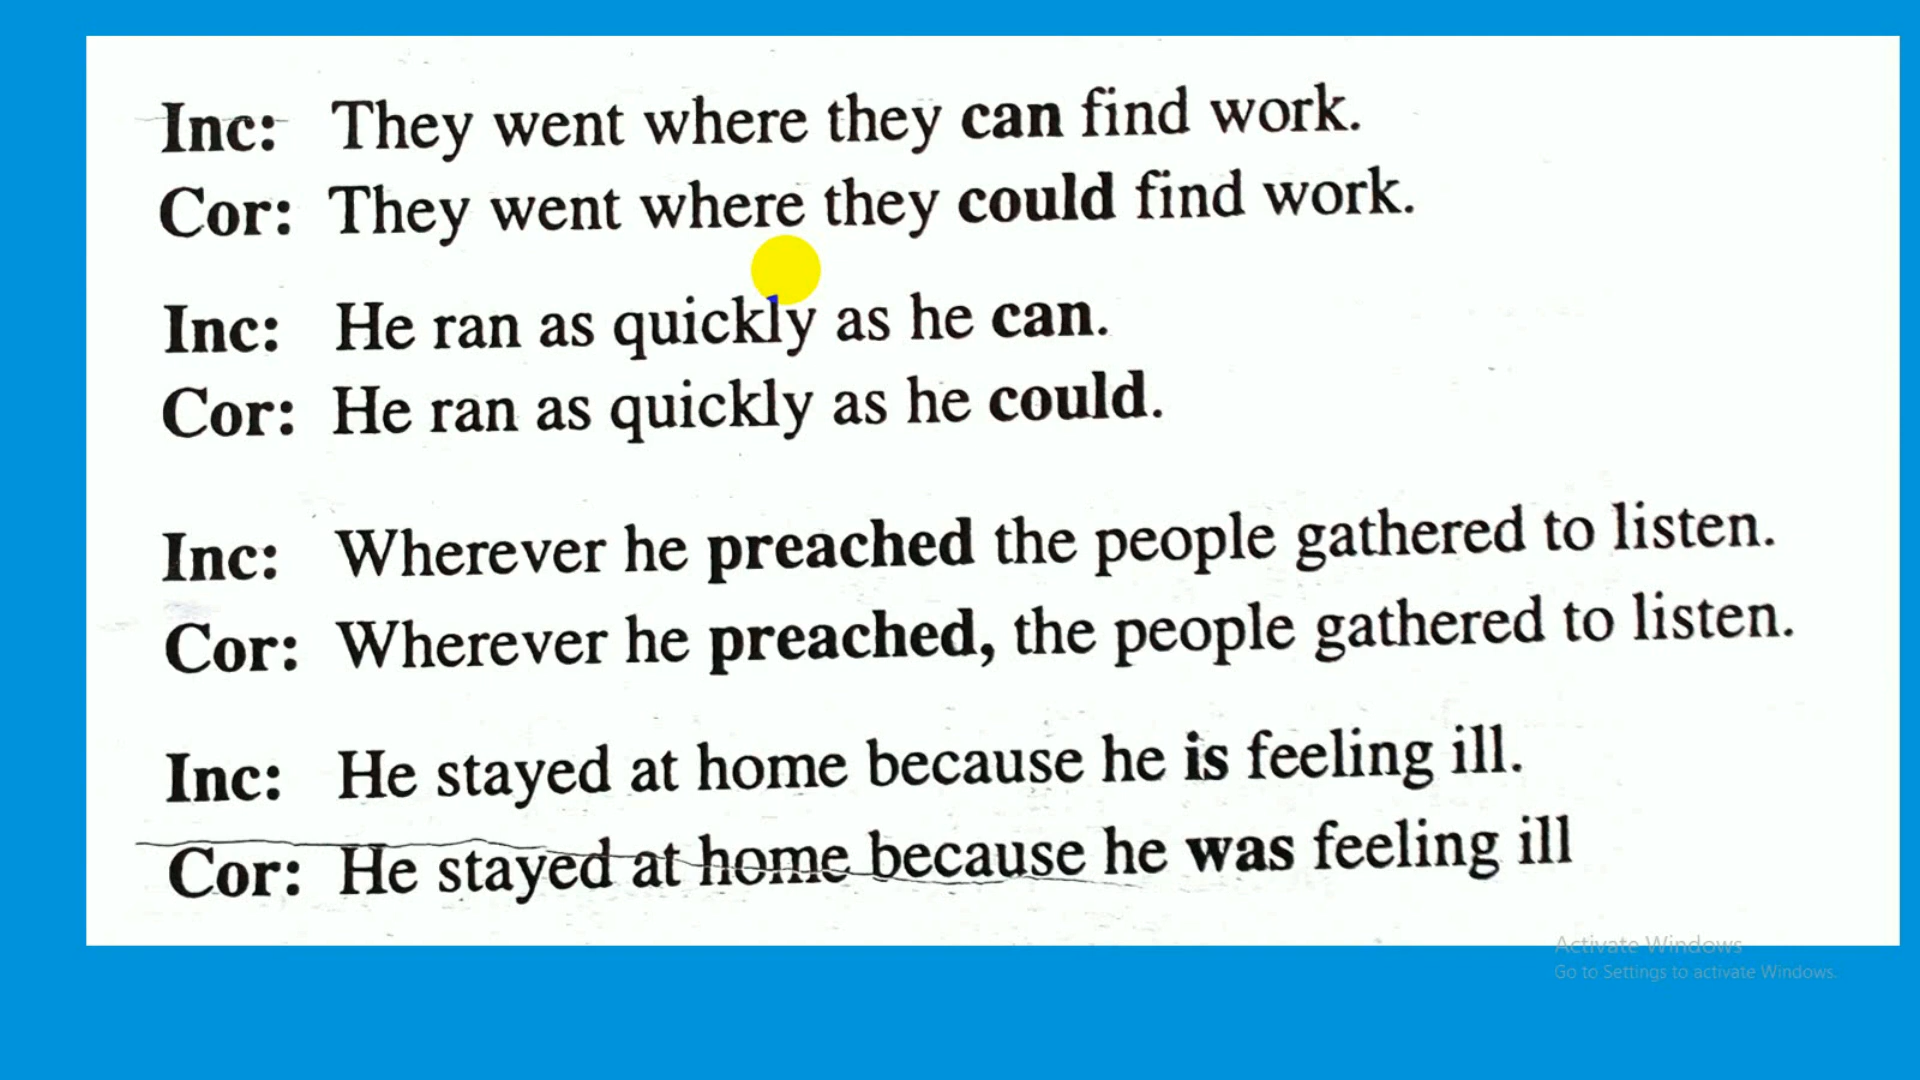 Inc: They went where they can find work.
Cor: They went where they could find work.
Inc: He ran as quickly as he can.
Cor: He ran as quickly as he could.
Inc: Wherever he preached the people gathered to listen.
Cor: Wherever he preached, the people gathered to listen.
Inc: He stayed at home because he is feeling ill.
Cor: He stayed at home because he was feeling ill
Activate Windows
Go to Settings to activate Windows.